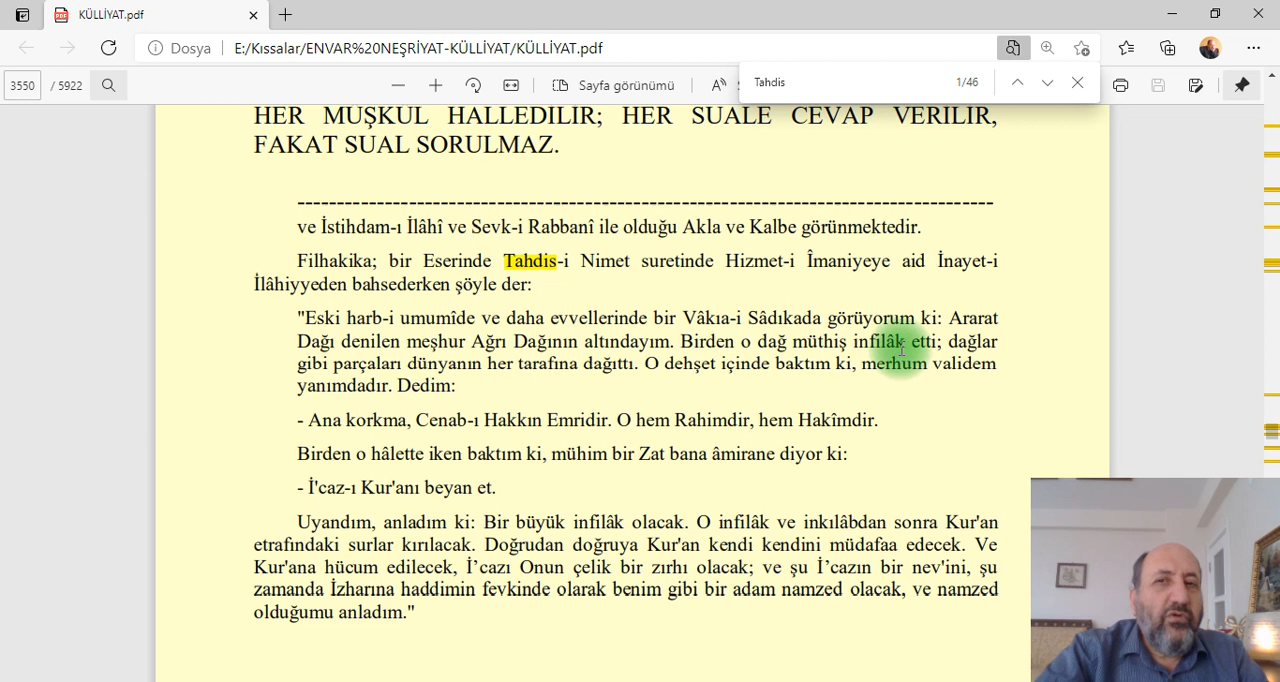 KÜLLİYAT.pdf
Dosya
E:/Kıssalar/ENVAR%20NEŞRİYAT-KÜLLİYAT/KÜLLİYAT.pdf
3550 / 5922
Sayfa görünümü
Tahdis
1/46
HER MUŞKUL HALLEDILIR; HER SUALE CEVAP VERILIR,
FAKAT SUAL SORULMAZ.
ve İstihdam-ı İlâhî ve Sevk-i Rabbanî ile olduğu Akla ve Kalbe görünmektedir.
Filhakika; bir Eserinde Tahdis-i Nimet suretinde Hizmet-i Îmaniyeye aid İnayet-i
İlâhiyyeden bahsederken şöyle der:
"Eski harb-i umumîde ve daha evvellerinde bir Vâkıa-i Sâdıkada görüyorum ki: Ararat
Dağı denilen meşhur Ağrı Dağının altındayım. Birden o dağ müthiş infilâk etti; dağlar
gibi parçaları dünyanın her tarafına dağıttı. O dehşet içinde baktım ki, merhum validem
yanımdadır. Dedim:
- Ana korkma, Cenab-ı Hakkın Emridir. O hem Rahimdir, hem Hakîmdir.
Birden o hâlette iken baktım ki, mühim bir Zat bana âmirane diyor ki:
- İ'caz-ı Kur'anı beyan et.
Uyandım, anladım ki: Bir büyük infilâk olacak. O infilâk ve inkılâbdan sonra Kur'an
etrafındaki surlar kırılacak. Doğrudan doğruya Kur'an kendi kendini müdafaa edecek. Ve
Kur'ana hücum edilecek, İ’cazı Onun çelik bir zırhı olacak; ve şu İ’cazın bir nev'ini, şu
zamanda İzharına haddimin fevkinde olarak benim gibi bir adam namzed olacak, ve namzed
olduğumu anladım."